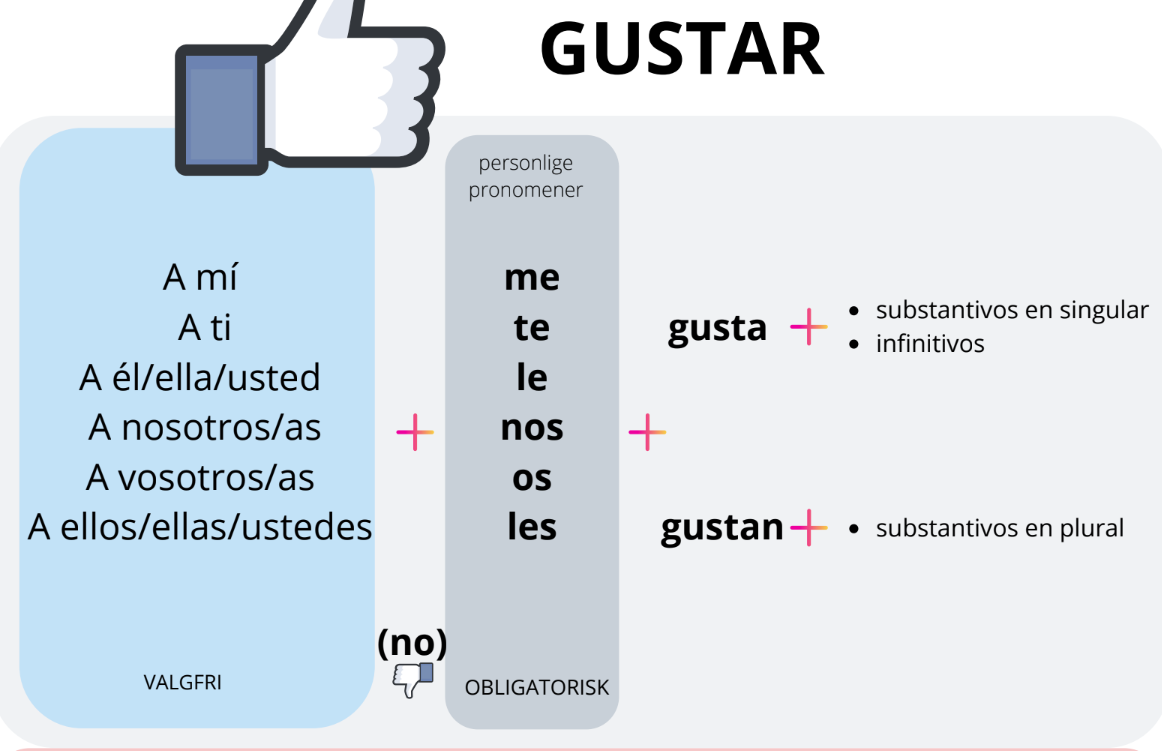 GUSTAR
personlige
pronomener
A mí
A ti
A él/ella/usted
A nosotros/as
A vosotros/as
A ellos/ellas/ustedes
VALGFRI
(no)
me
te
le
nos
os
les
OBLIGATORISK
gusta
• substantivos en singular
• infinitivos
gustan
• substantivos en plural